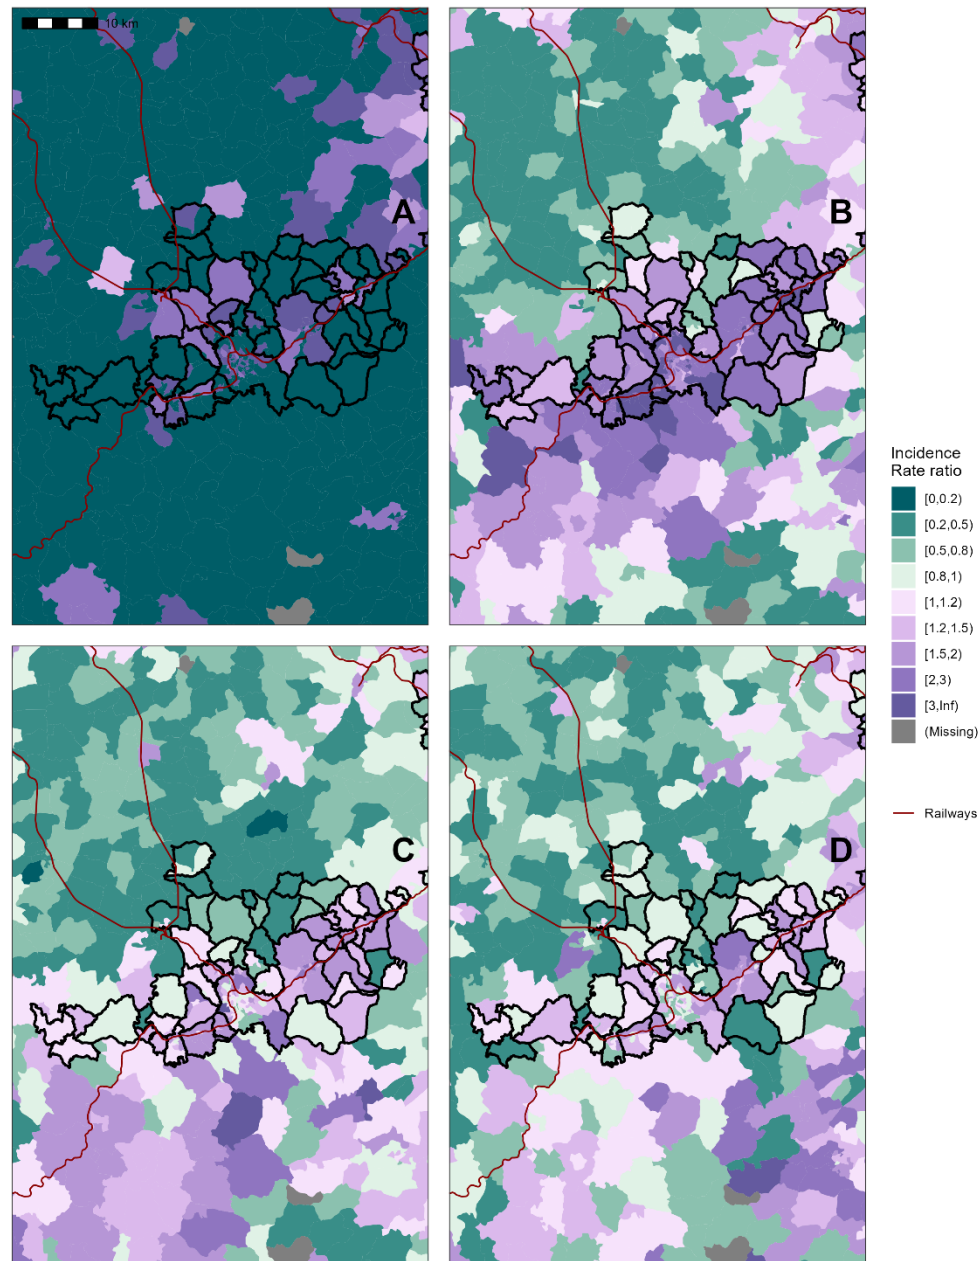 10 km
A
B
C
D
Incidence
Rate ratio
[0,0.2)
[0.2,0.5)
[0.5,0.8)
[0.8,1)
[1,1.2)
[1.2,1.5)
[1.5,2)
[2,3)
[3,Inf)
(Missing)
Railways